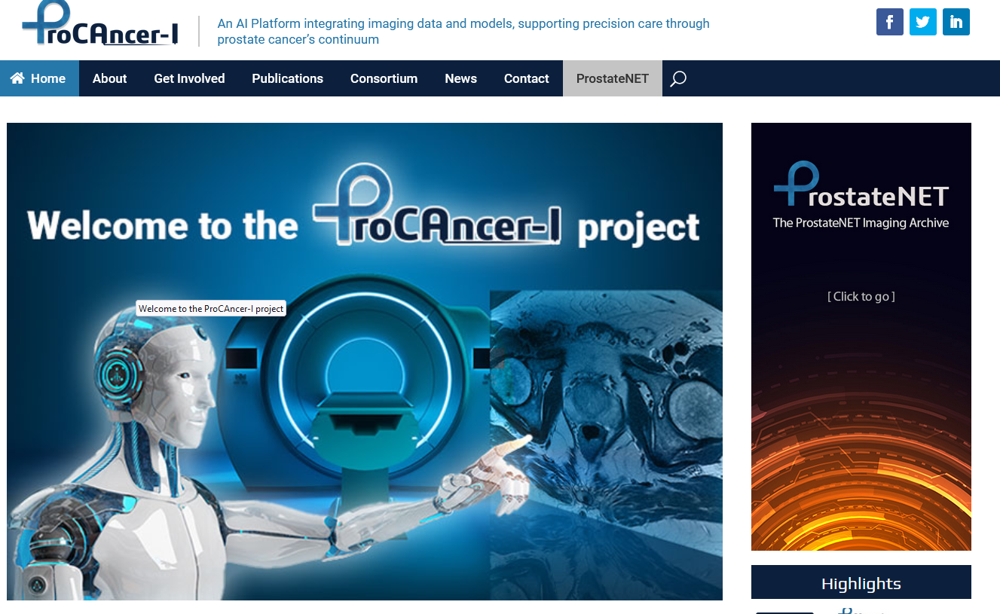 ProCAncer-I
An AI Platform integrating imaging data and models, supporting precision care through
prostate cancer’s continuum
Home About Get Involved Publications Consortium News Contact ProstateNET
Welcome to the ProCAncer-I project
Welcome to the ProCAncer-I project
ProstateNET
The ProstateNET Imaging Archive
[ Click to go ]
Highlights